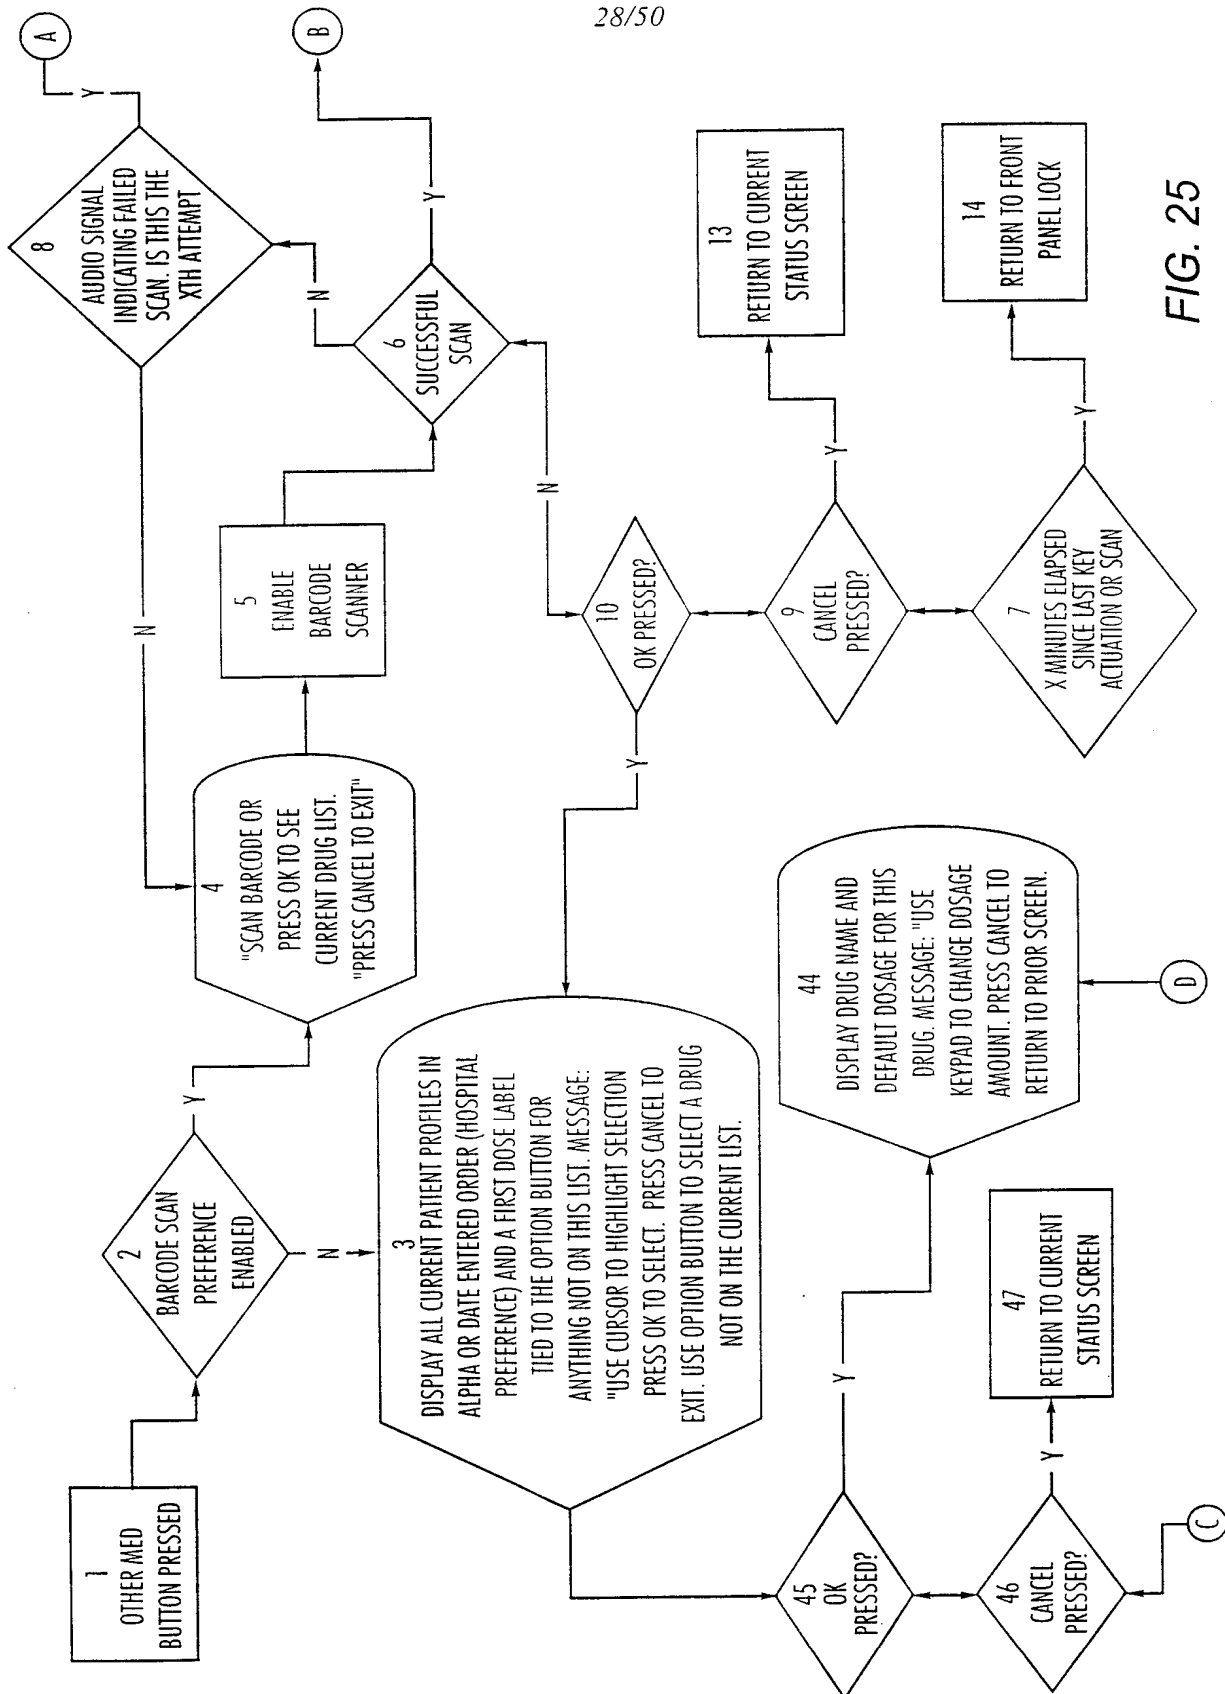 28/50
1
OTHER MED
BUTTON PRESSED
2
BARCODE SCAN
PREFERENCE
ENABLED
Y
N
4
"SCAN BARCODE OR
PRESS OK TO SEE
CURRENT DRUG LIST.
"PRESS CANCEL TO EXIT"
5
ENABLE
BARCODE
SCANNER
6
SUCCESSFUL
SCAN
Y
B
N
8
AUDIO SIGNAL
INDICATING FAILED
SCAN. IS THIS THE
XTH ATTEMPT
Y
A
N
N
10
OK PRESSED?
Y
9
CANCEL
PRESSED?
Y
13
RETURN TO CURRENT
STATUS SCREEN
7
X MINUTES ELAPSED
SINCE LAST KEY
ACTUATION OR SCAN
Y
14
RETURN TO FRONT
PANEL LOCK
3
DISPLAY ALL CURRENT PATIENT PROFILES IN
ALPHA OR DATE ENTERED ORDER (HOSPITAL
PREFERENCE) AND A FIRST DOSE LABEL
TIED TO THE OPTION BUTTON FOR
ANYTHING NOT ON THIS LIST. MESSAGE:
"USE CURSOR TO HIGHLIGHT SELECTION
PRESS OK TO SELECT. PRESS CANCEL TO
EXIT. USE OPTION BUTTON TO SELECT A DRUG
NOT ON THE CURRENT LIST.
45
OK
PRESSED?
Y
44
DISPLAY DRUG NAME AND
DEFAULT DOSAGE FOR THIS
DRUG. MESSAGE: "USE
KEYPAD TO CHANGE DOSAGE
AMOUNT. PRESS CANCEL TO
RETURN TO PRIOR SCREEN.
D
46
CANCEL
PRESSED?
Y
47
RETURN TO CURRENT
STATUS SCREEN
C
FIG. 25